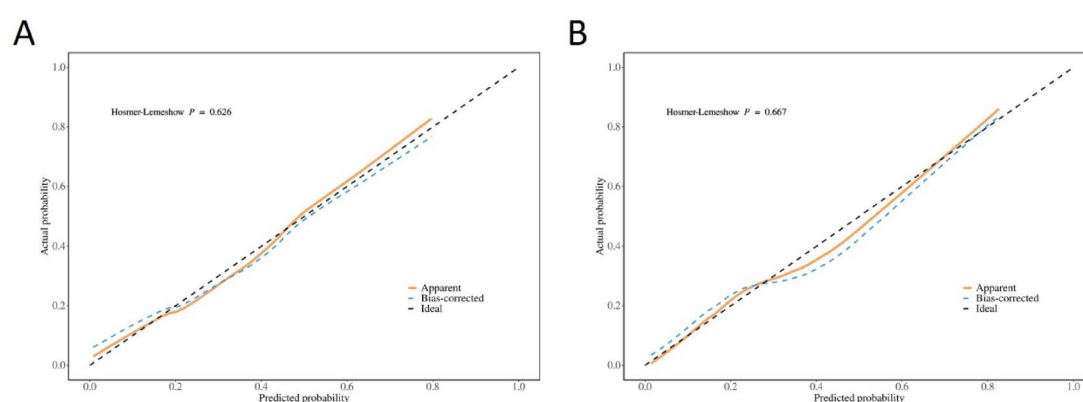 A
1.0
0.8
0.6
0.4
0.2
0.0
Actual probability
Hosmer-Lemeshow P = 0.626
Apparent
Bias-corrected
Ideal
0.0 0.2 0.4 0.6 0.8 1.0
Predicted probability
B
1.0
0.8
0.6
0.4
0.2
0.0
Actual probability
Hosmer-Lemeshow P = 0.667
Apparent
Bias-corrected
Ideal
0.0 0.2 0.4 0.6 0.8 1.0
Predicted probability